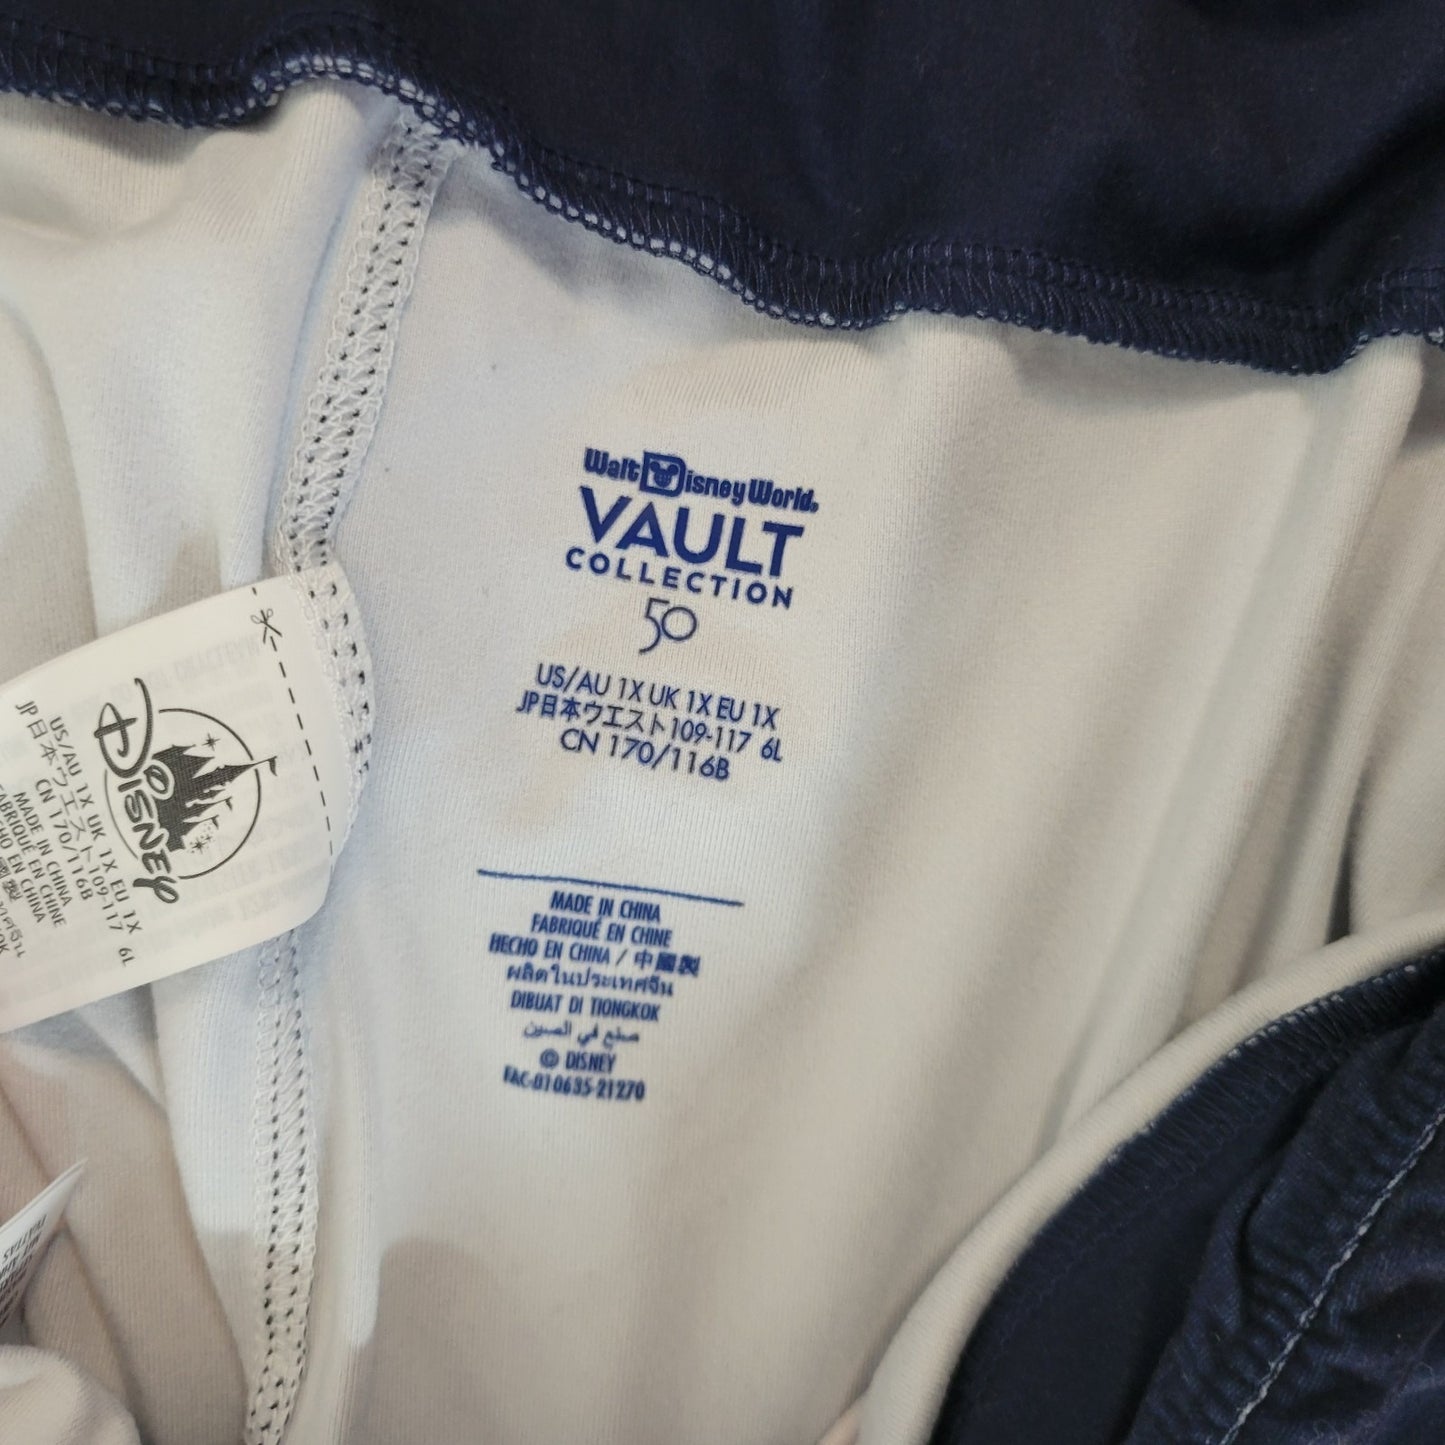 Walt Disney World.
VAULT
COLLECTION
50
US/AU 1X UK 1X EU 1X
JP日本ウエスト109-117 6L
CN 170/116B
MADE IN CHINA
FABRIQUÉ EN CHINE
HECHO EN CHINA / 中國製
ผลิตในประเทศจีน
DIBUAT DI TIONGKOK
صنع في الصين
© DISNEY
FAC-010635-21270
DISNEY
US/AU 1X UK 1X EU 1X
JP日本ウエスト109-117 6L
CN 170/116B
MADE IN CHINA
FABRIQUÉ EN CHINE
EN CHINA